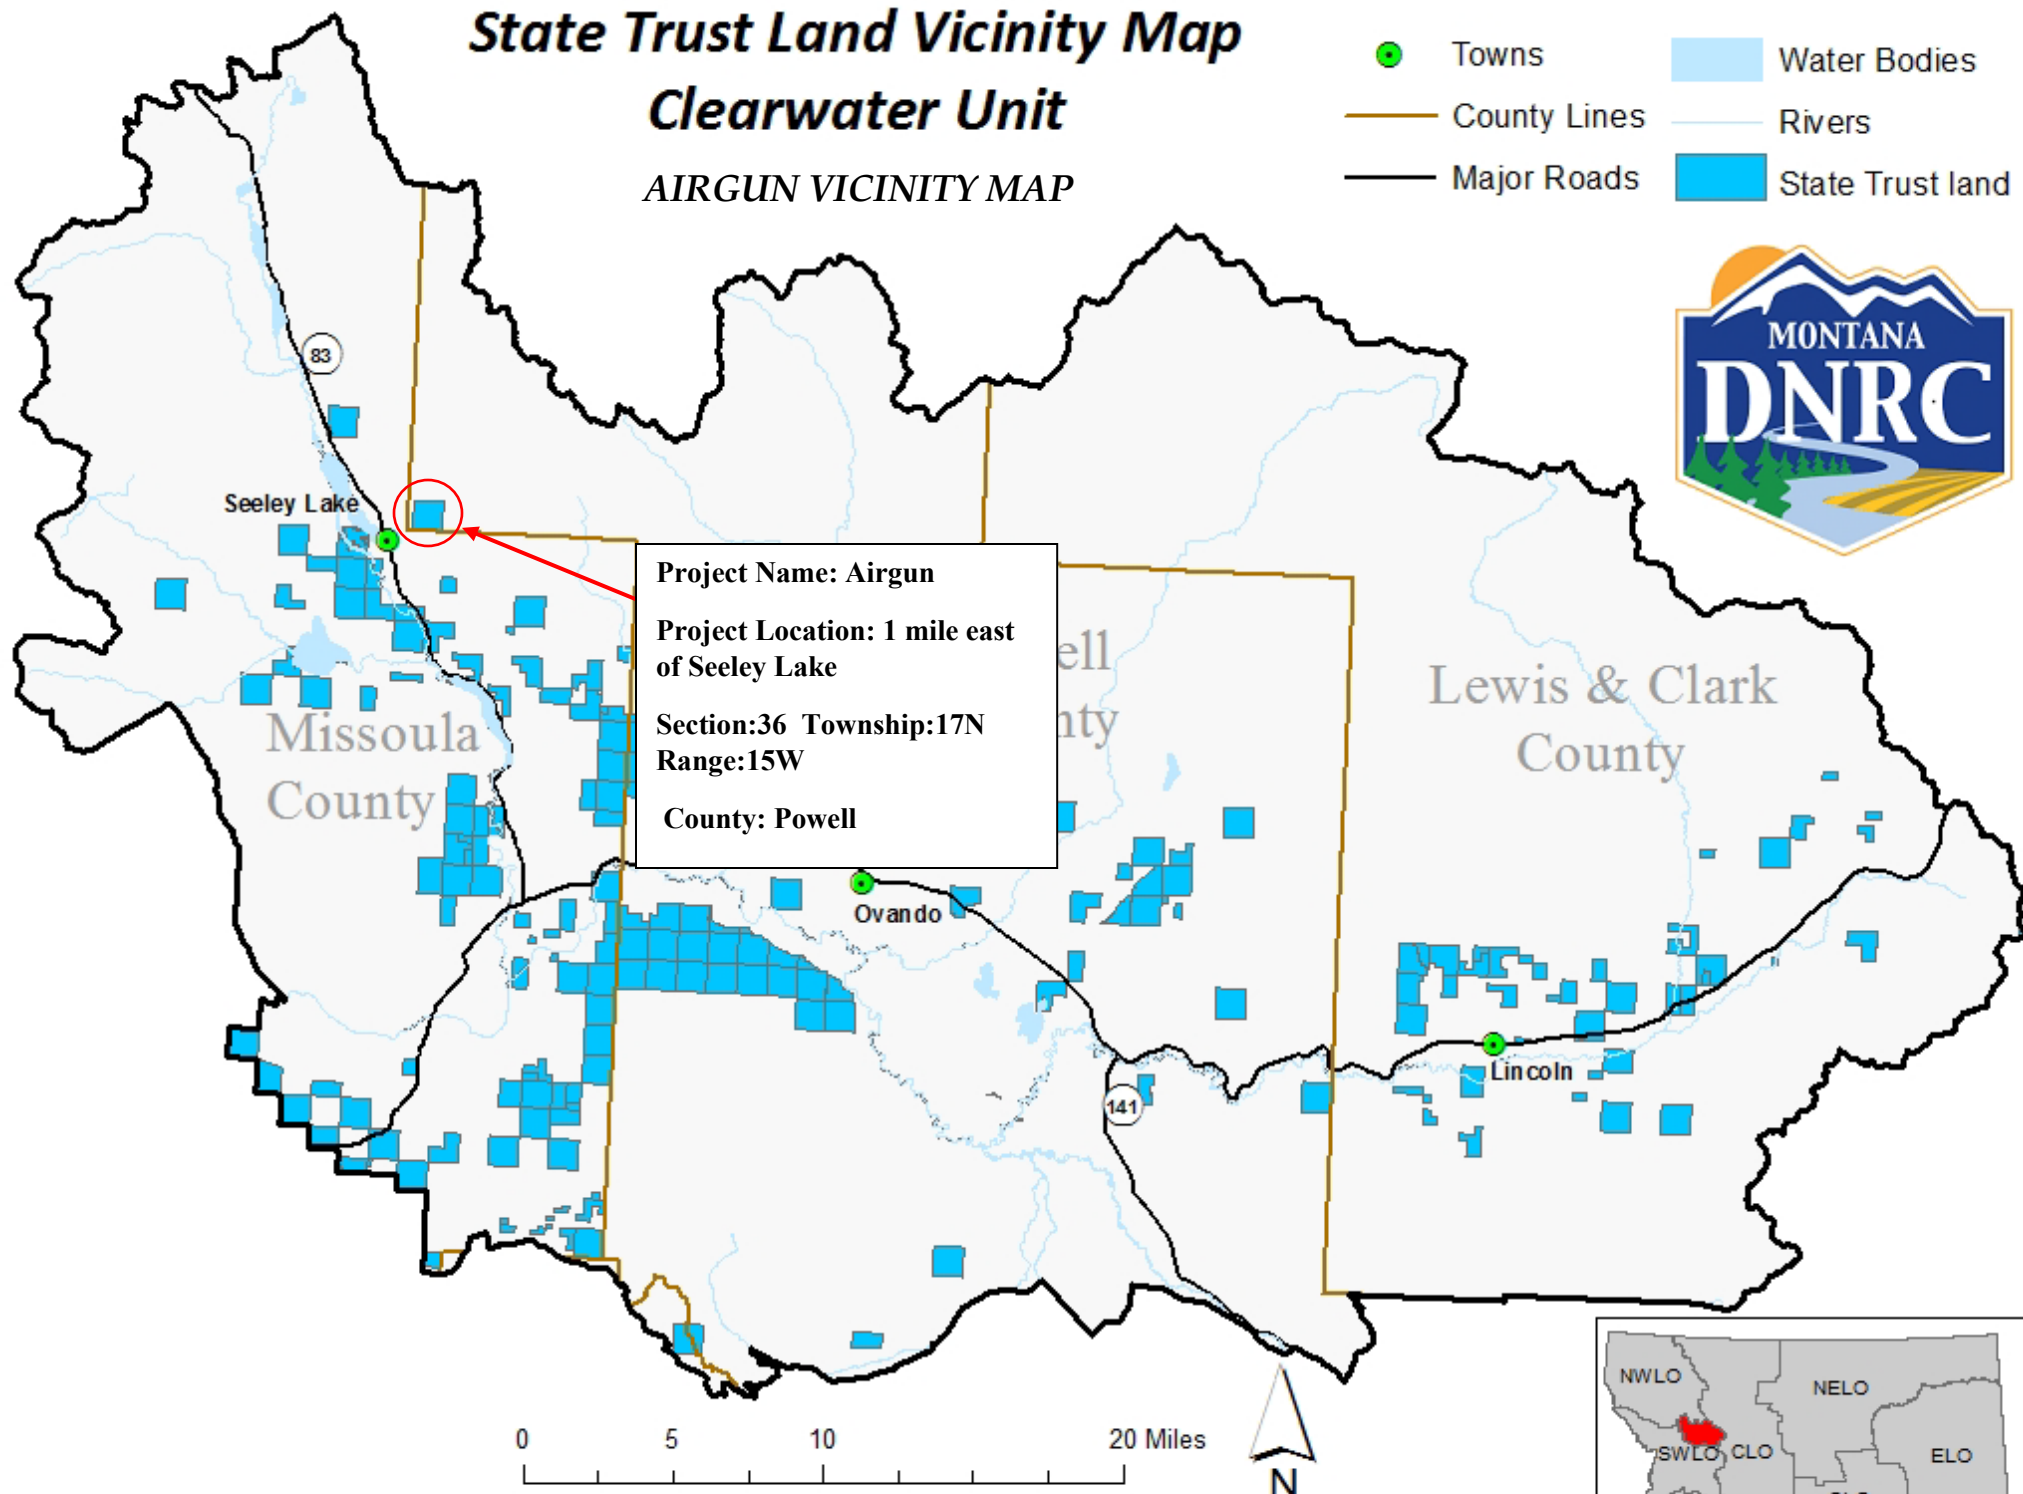 State Trust Land Vicinity Map
Clearwater Unit
AIRGUN VICINITY MAP
Towns
County Lines
Major Roads
Water Bodies
Rivers
State Trust land
MONTANA
DNRC
83
Seeley Lake
Project Name: Airgun
Project Location: 1 mile east
of Seeley Lake
Section:36 Township:17N
Range:15W
County: Powell
ell
nty
Missoula
County
Lewis & Clark
County
Ovando
Lincoln
141
0 5 10 20 Miles
N
NWLO
NELO
SWLO
CLO
ELO